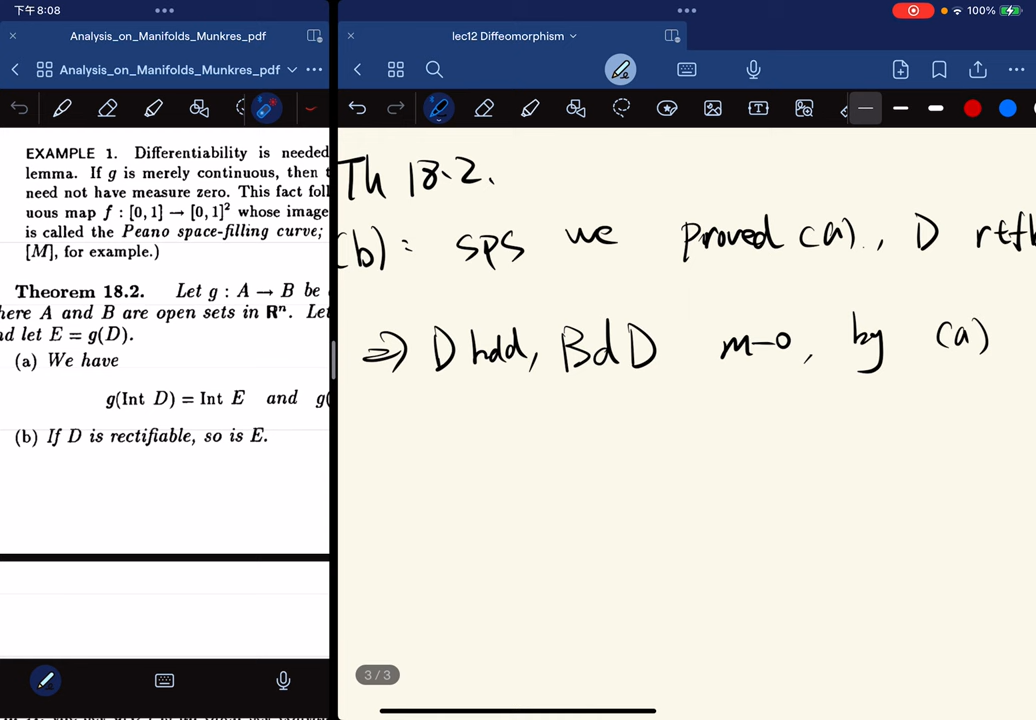 下午8:08
100%
Analysis_on_Manifolds_Munkres_pdf
lec12 Diffeomorphism
Analysis_on_Manifolds_Munkres_pdf
EXAMPLE 1. Differentiability is needed
lemma. If g is merely continuous, then t
need not have measure zero. This fact foll
uous map f : [0,1] → [0,1]² whose image
is called the Peano space-filling curve;
[M], for example.)
Theorem 18.2. Let g : A → B be
here A and B are open sets in Rⁿ. Let
nd let E = g(D).
(a) We have
g(Int D) = Int E and g(
(b) If D is rectifiable, so is E.
Th 18.2.
(b): sps we proved (a)., D rtfb
⇒ D bdd, Bd D m-0, by (a)
3/3